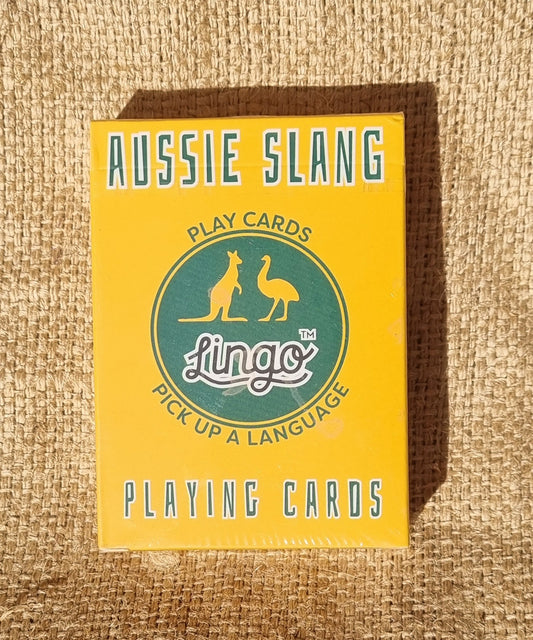 AUSSIE SLANG
PLAY CARDS
Lingo™
PICK UP A LANGUAGE
PLAYING CARDS